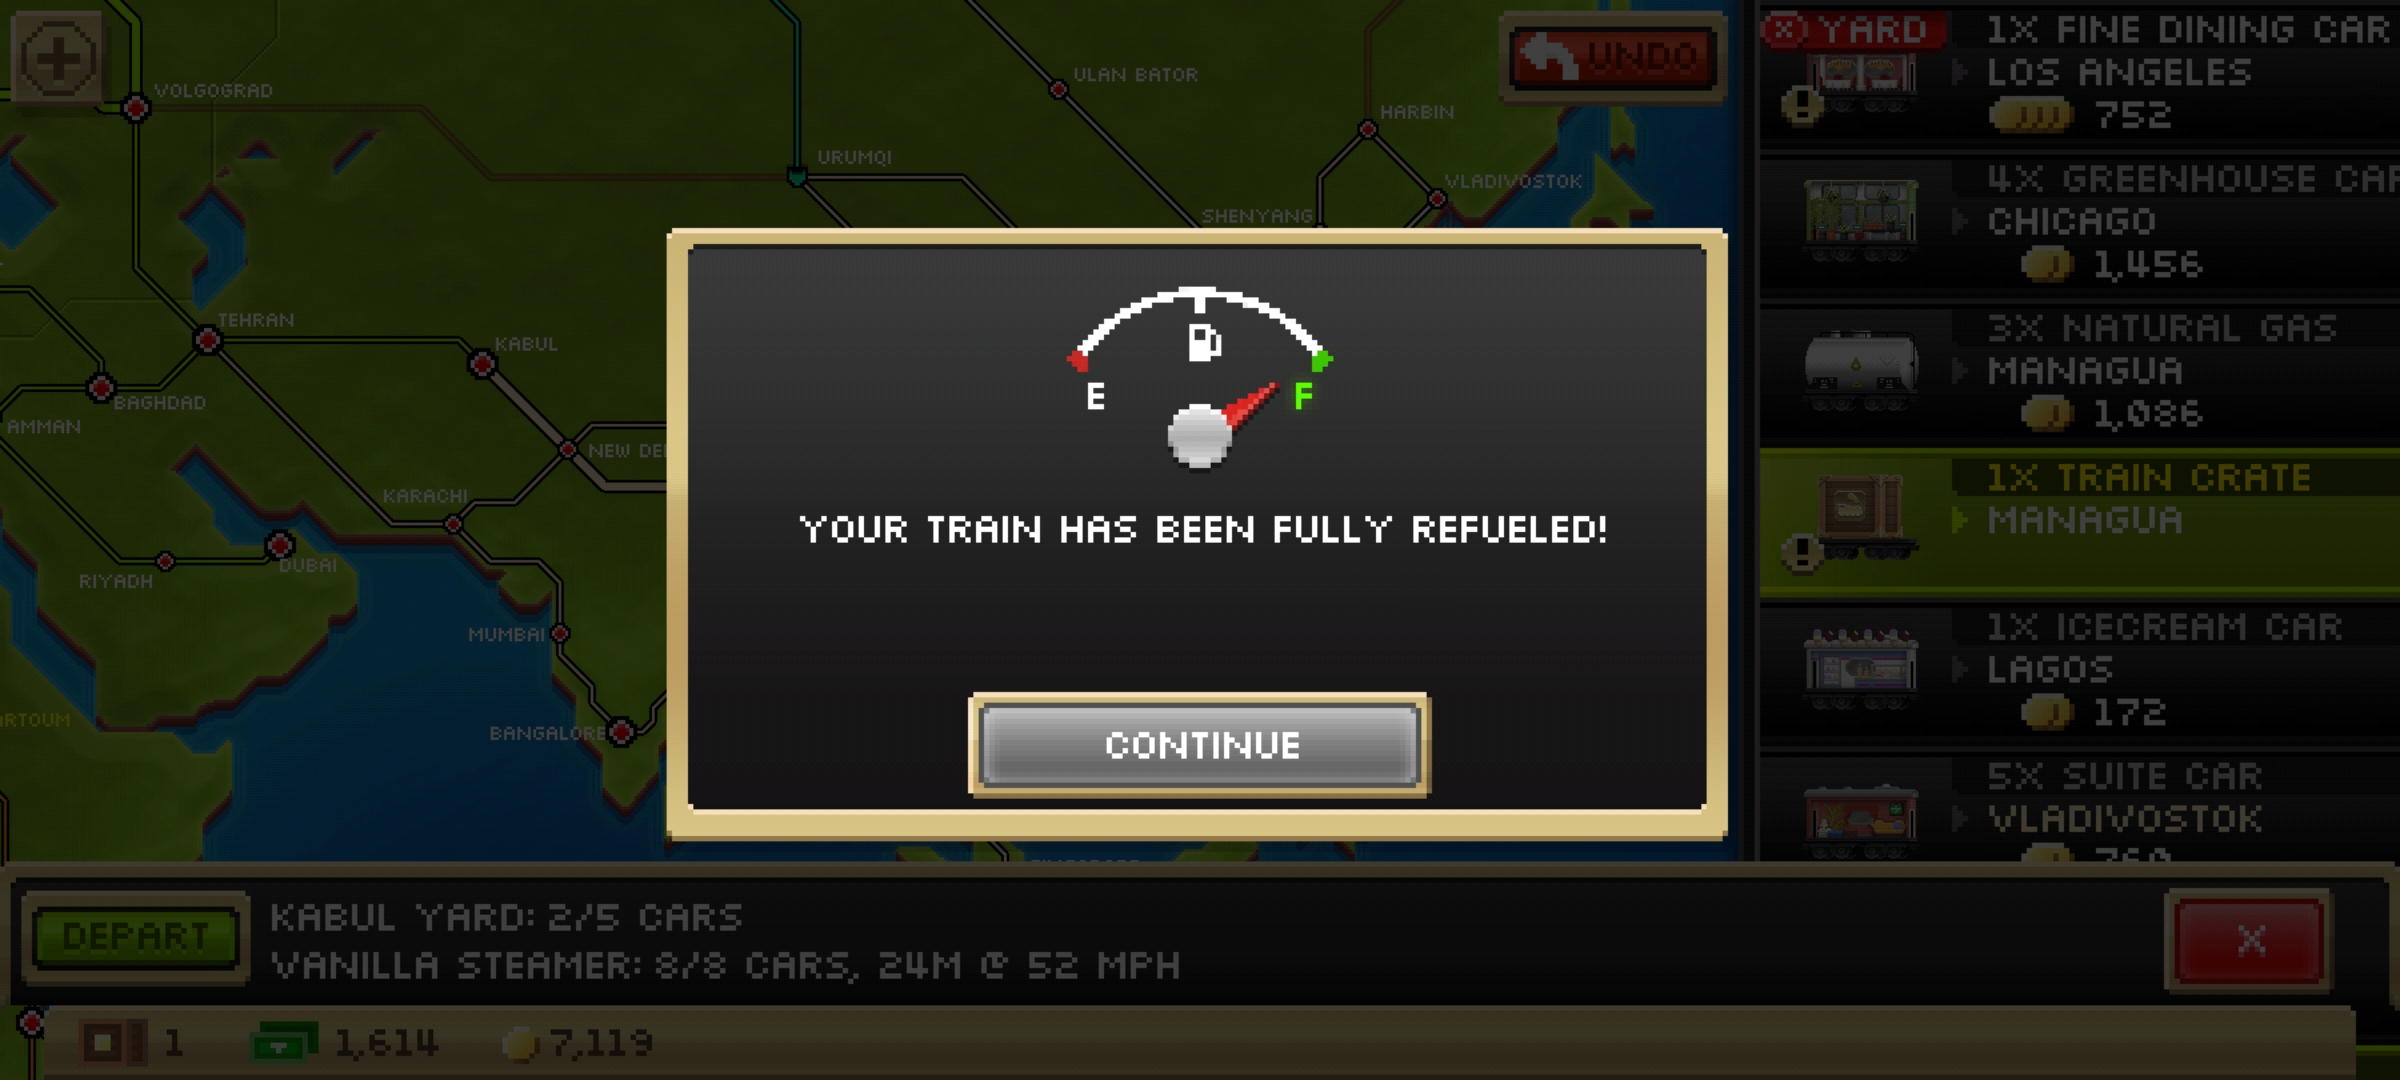 VOLGOGRAD
ULAN BATOR
UNDO
HARBIN
URUMQI
VLADIVOSTOK
SHENYANG
TEHRAN
KABUL
BAGHDAD
AMMAN
KARACHI
RIYADH
DUBAI
MUMBAI
BANGALORE
E
F
YOUR TRAIN HAS BEEN FULLY REFUELED!
CONTINUE
YARD
1X FINE DINING CAR
LOS ANGELES
752
4X GREENHOUSE CAR
CHICAGO
1,456
3X NATURAL GAS
MANAGUA
1,086
1X TRAIN CRATE
MANAGUA
1X ICECREAM CAR
LAGOS
172
5X SUITE CAR
VLADIVOSTOK
DEPART
KABUL YARD: 2/5 CARS
VANILLA STEAMER: 8/8 CARS, 24M @ 52 MPH
X
1
1,614
7,119